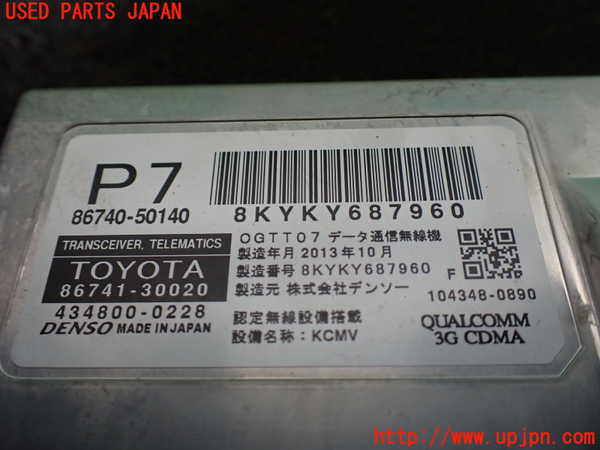 USED PARTS JAPAN
P7
86740-50140
8KYKY687960
TRANSCEIVER, TELEMATICS
TOYOTA
86741-30020
434800-0228
DENSO MADE IN JAPAN
OGTT07 データ通信無線機
製造年月 2013年10月
製造番号 8KYKY687960
製造元 株式会社デンソー
認定無線設備搭載
設備名称:KCMV
F
104348-0890
QUALCOMM
3G CDMA
UPJ http://www.upjpn.com/